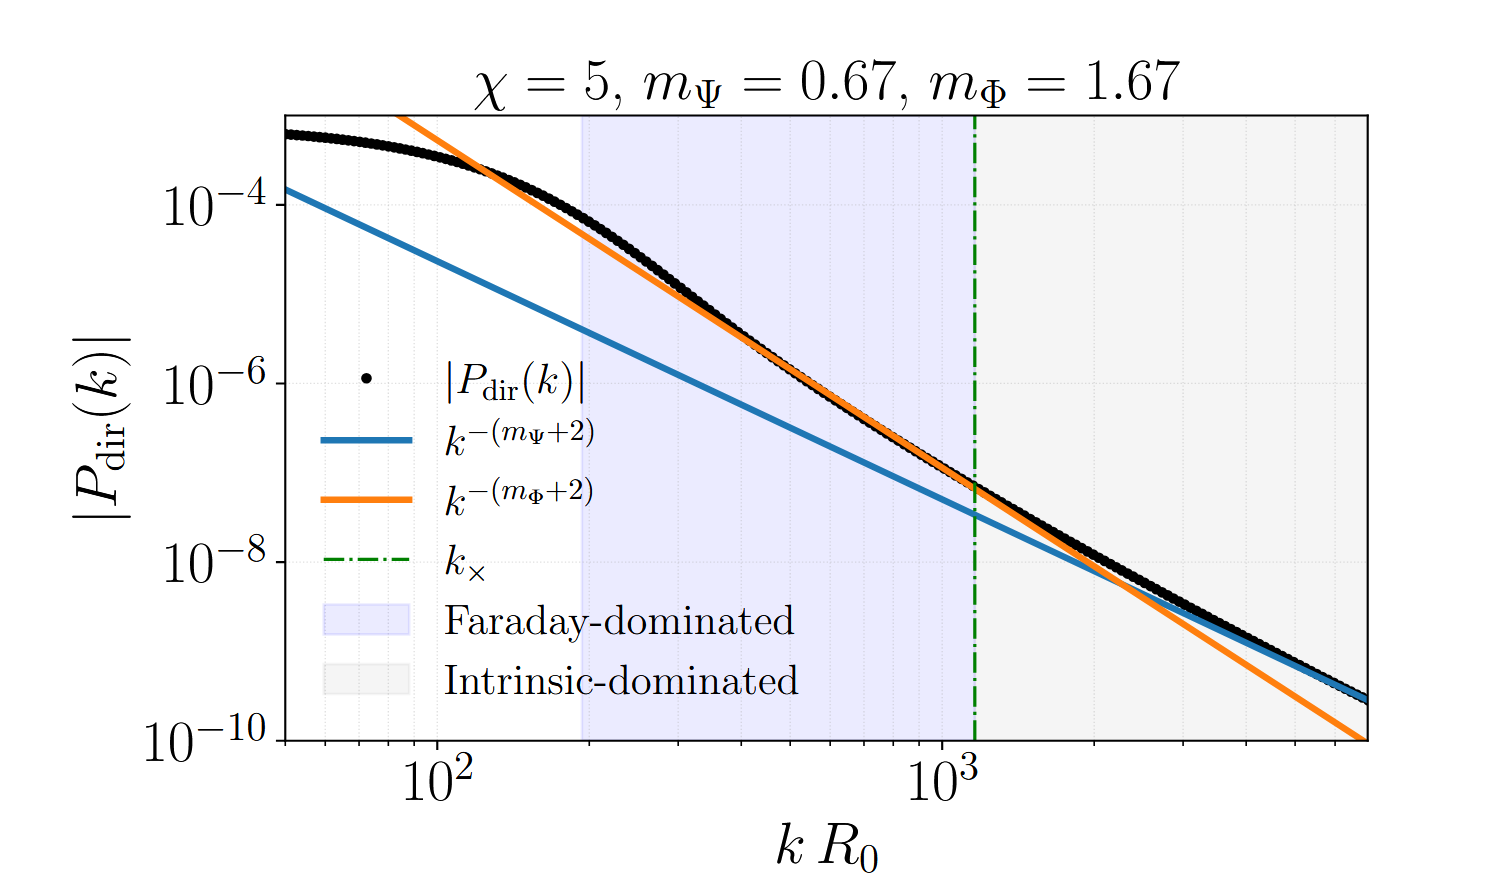 χ = 5, m_Ψ = 0.67, m_Φ = 1.67
|P_dir(k)|
10^−4
10^−6
10^−8
10^−10
|P_dir(k)|
k^−(m_Ψ+2)
k^−(m_Φ+2)
k_×
Faraday-dominated
Intrinsic-dominated
10^2
10^3
k R_0